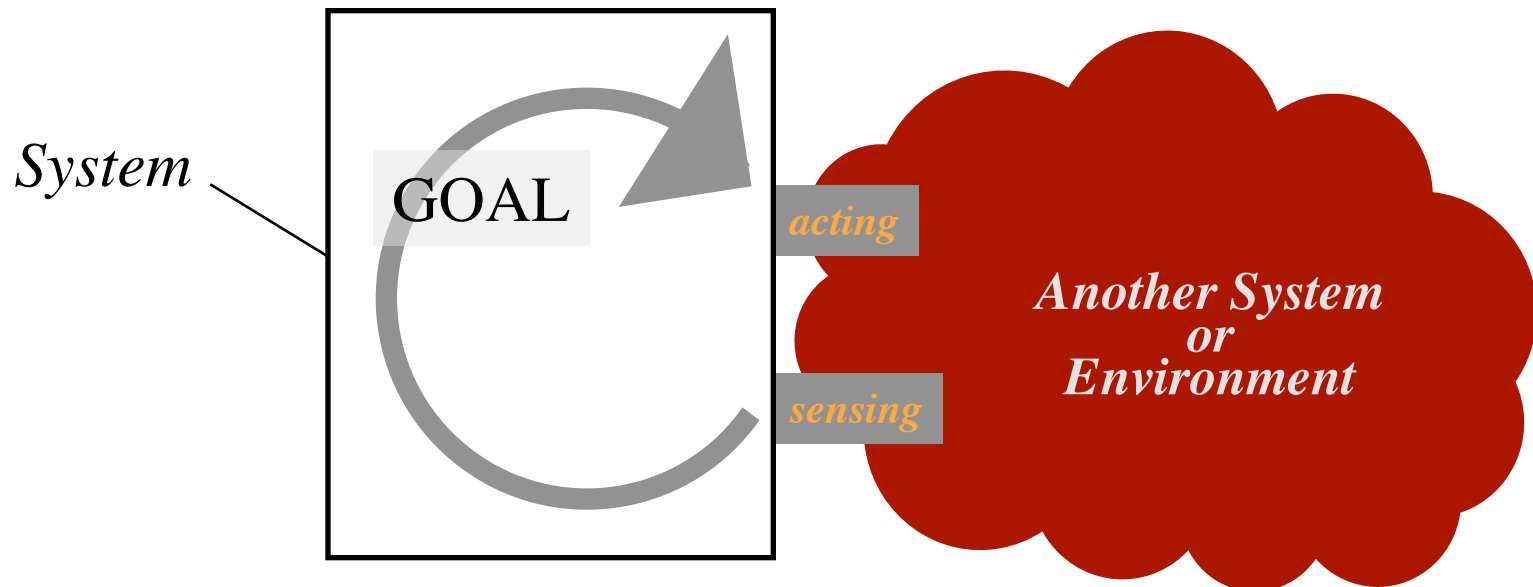 System
GOAL
acting
sensing
Another System
or
Environment